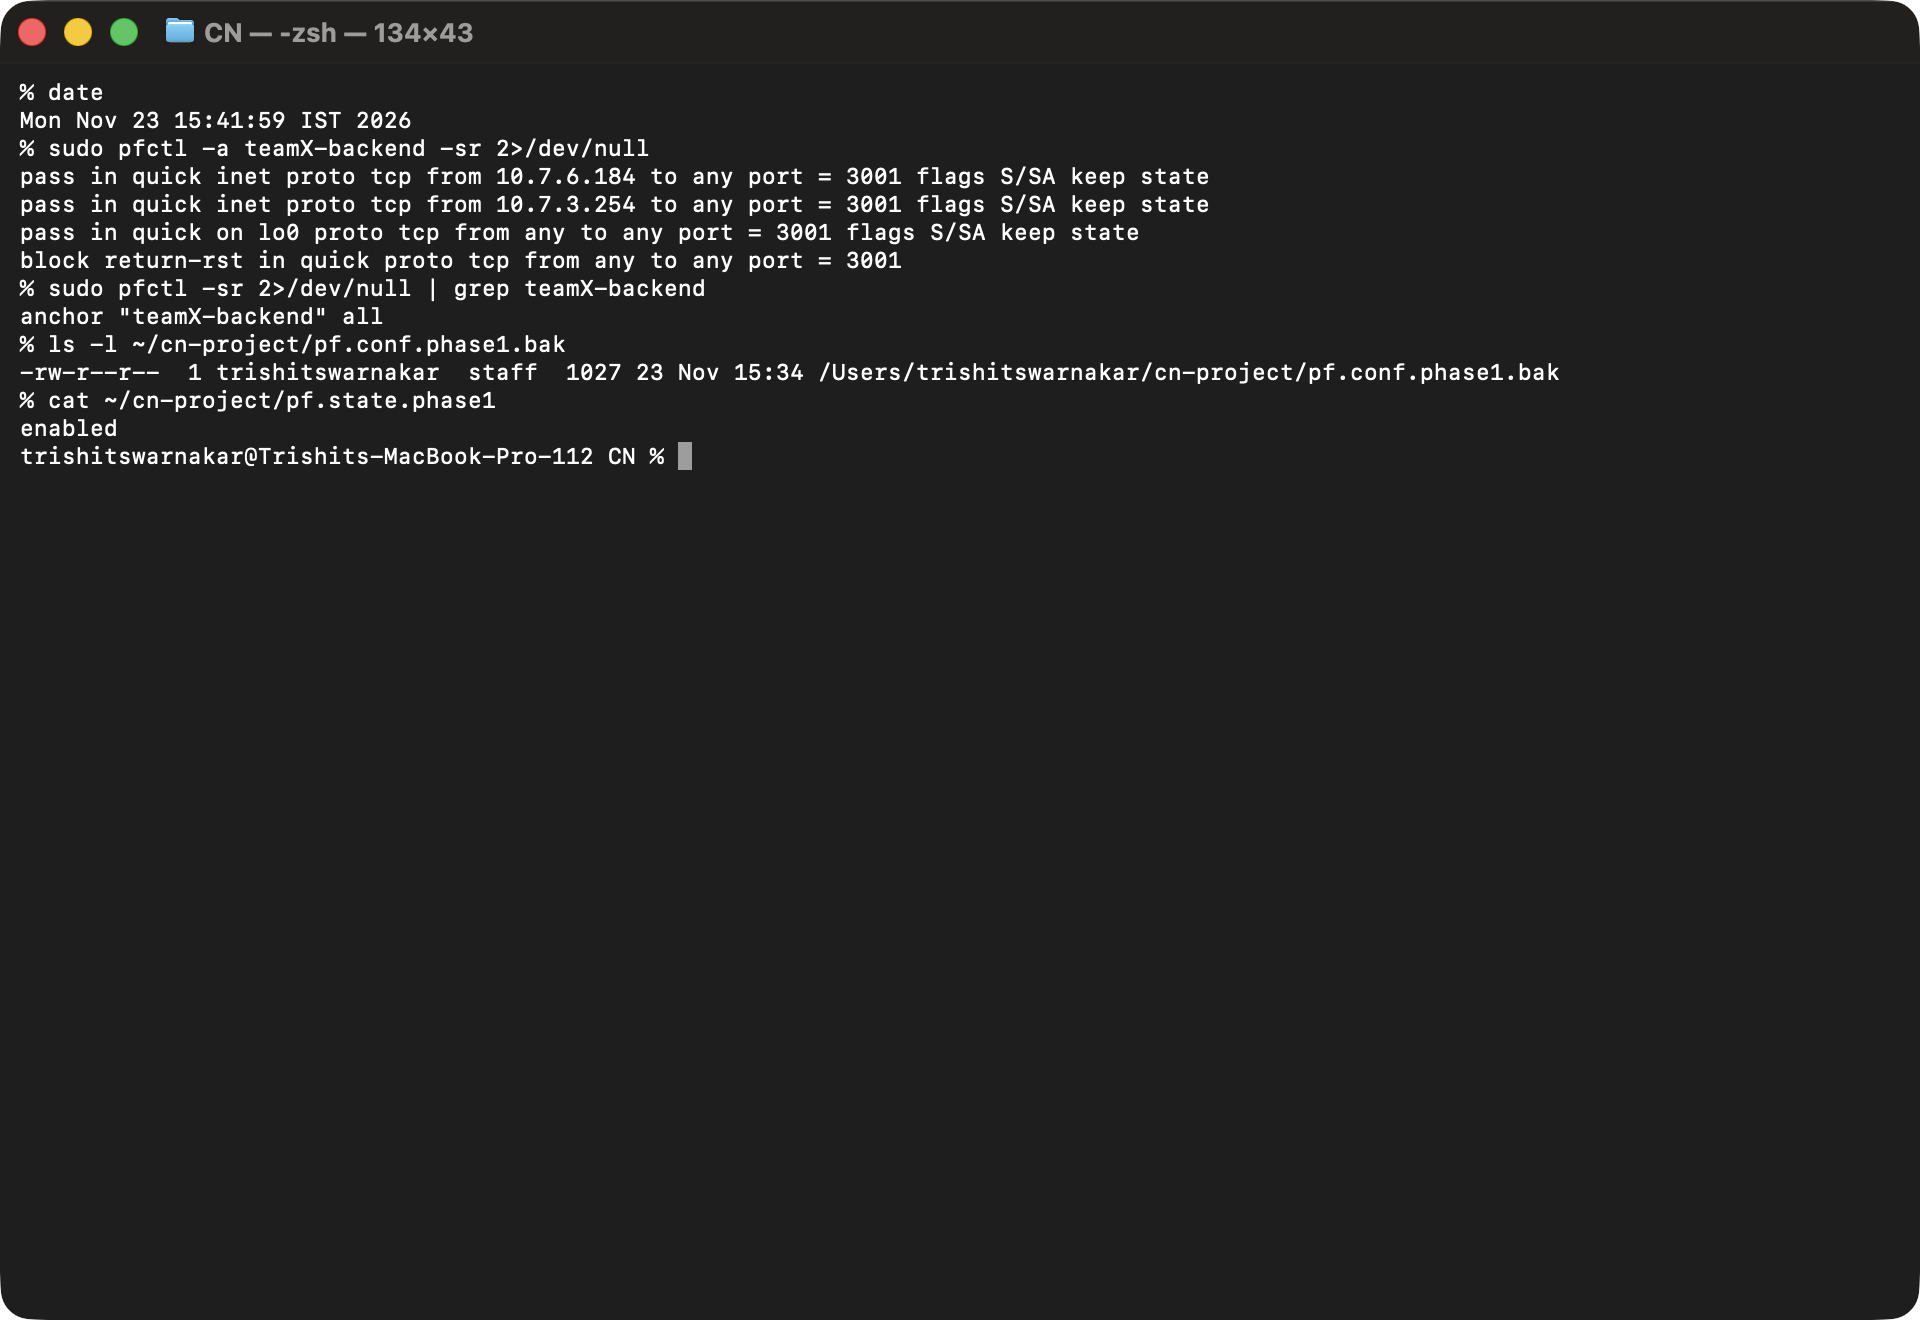 CN — -zsh — 134×43
% date
Mon Nov 23 15:41:59 IST 2026
% sudo pfctl -a teamX-backend -sr 2>/dev/null
pass in quick inet proto tcp from 10.7.6.184 to any port = 3001 flags S/SA keep state
pass in quick inet proto tcp from 10.7.3.254 to any port = 3001 flags S/SA keep state
pass in quick on lo0 proto tcp from any to any port = 3001 flags S/SA keep state
block return-rst in quick proto tcp from any to any port = 3001
% sudo pfctl -sr 2>/dev/null | grep teamX-backend
anchor "teamX-backend" all
% ls -l ~/cn-project/pf.conf.phase1.bak
-rw-r--r--  1 trishitswarnakar  staff  1027 23 Nov 15:34 /Users/trishitswarnakar/cn-project/pf.conf.phase1.bak
% cat ~/cn-project/pf.state.phase1
enabled
trishitswarnakar@Trishits-MacBook-Pro-112 CN %